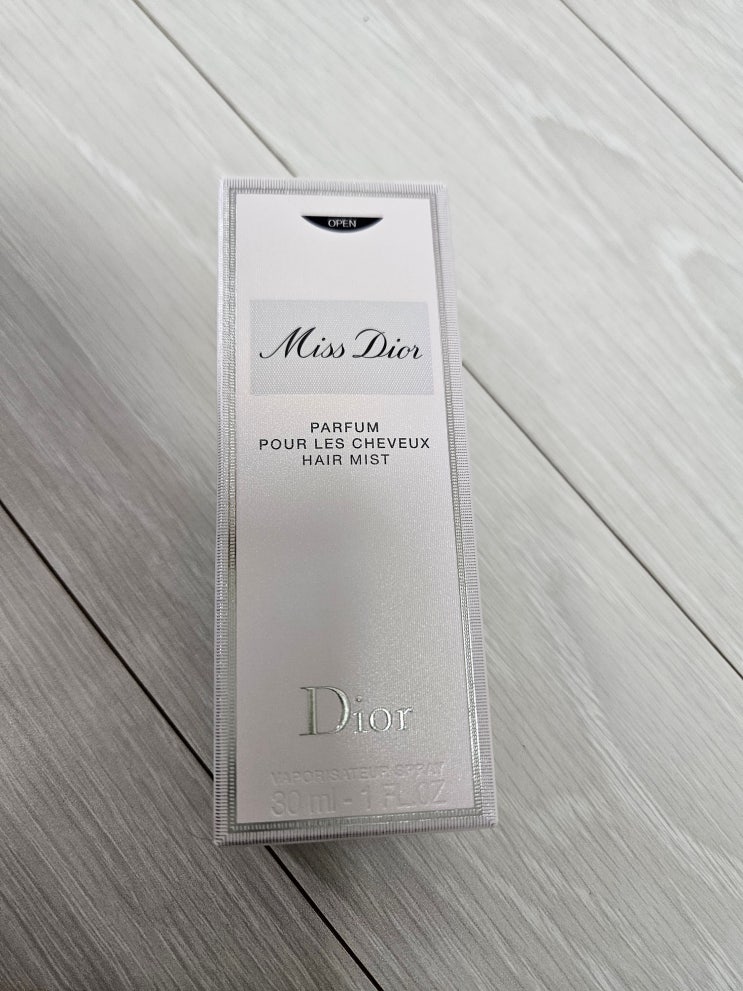 OPEN
Miss Dior
PARFUM
POUR LES CHEVEUX
HAIR MIST
Dior
VAPORISATEUR SPRAY
30 ml - 1 FL.OZ